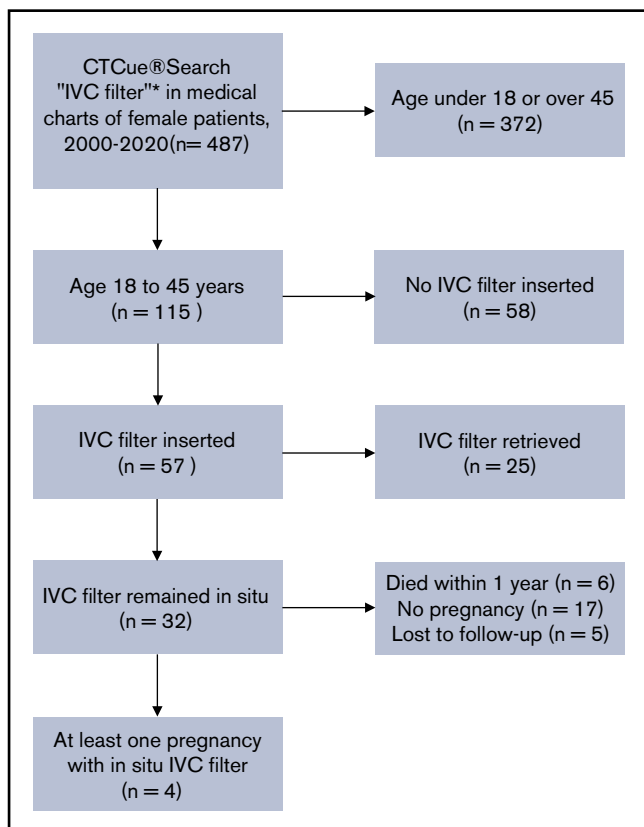 CTCue®Search
"IVC filter"* in medical
charts of female patients,
2000-2020(n= 487)
Age under 18 or over 45
(n = 372)
Age 18 to 45 years
(n = 115 )
No IVC filter inserted
(n = 58)
IVC filter inserted
(n = 57 )
IVC filter retrieved
(n = 25)
IVC filter remained in situ
(n = 32)
Died within 1 year (n = 6)
No pregnancy (n = 17)
Lost to follow-up (n = 5)
At least one pregnancy
with in situ IVC filter
(n = 4)